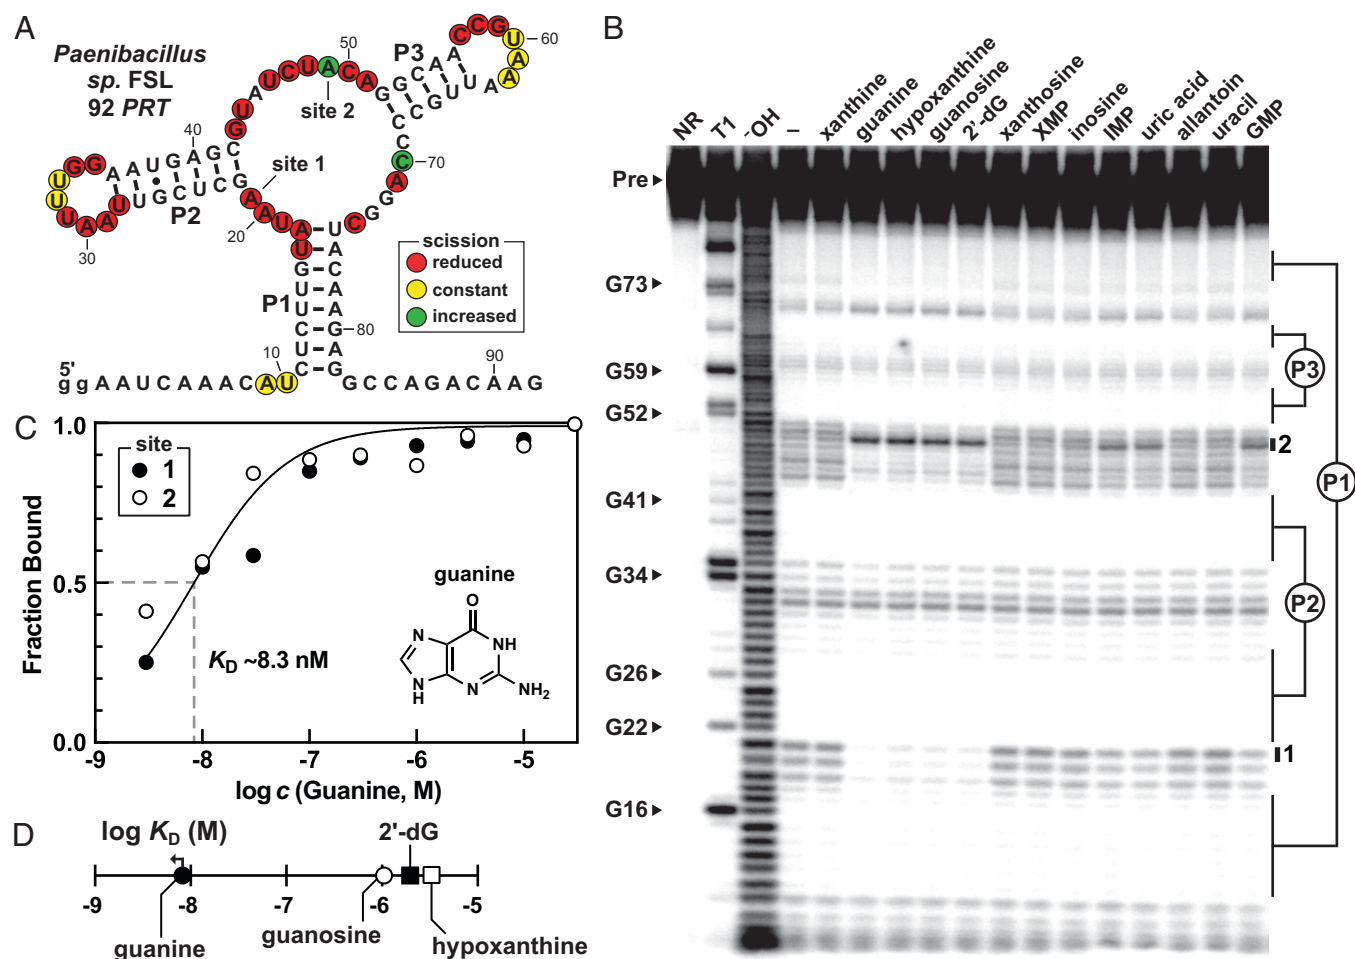 A
Paenibacillus
sp. FSL
92 PRT
50
P3
60
site 2
40
site 1
70
P2
20
30
scission
reduced
constant
increased
P1
80
10
90
5'
g g A A U C A A A C A U C
G G C C A G A C A A G
B
NR
T1
-OH
–
xanthine
guanine
hypoxanthine
guanosine
2'-dG
xanthosine
XMP
inosine
IMP
uric acid
allantoin
uracil
GMP
Pre
G73
G59
G52
G41
G34
G26
G22
G16
P3
2
P1
P2
1
C
1.0
site
1
2
Fraction Bound
0.5
guanine
O
N
NH
N
H
N
NH2
KD ~8.3 nM
0.0
-9
-8
-7
-6
-5
log c (Guanine, M)
D
log KD (M)
2'-dG
-9
-8
-7
-6
-5
guanine
guanosine
hypoxanthine